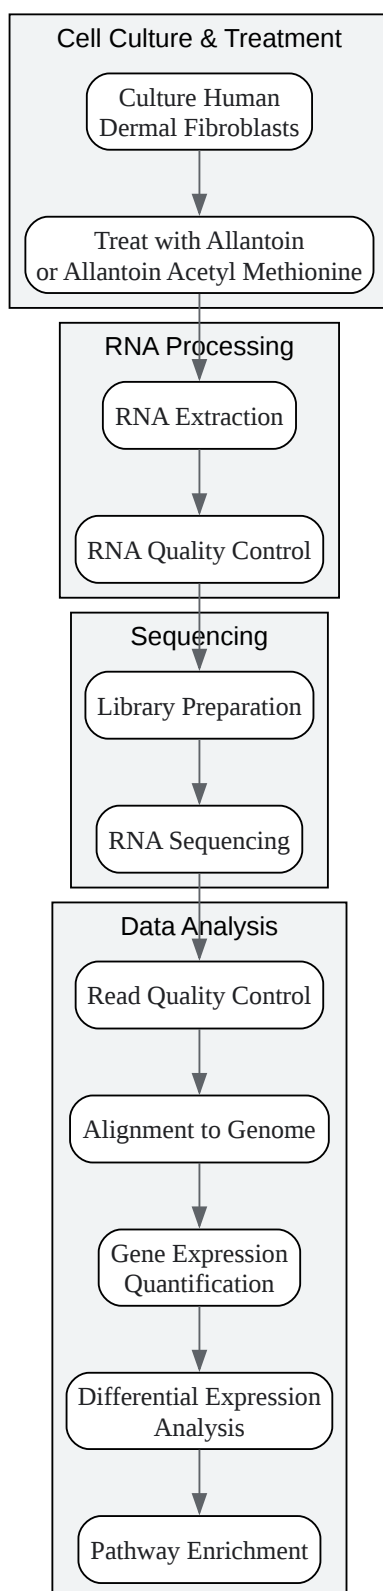 Cell Culture & Treatment
Culture Human
Dermal Fibroblasts
Treat with Allantoin
or Allantoin Acetyl Methionine
RNA Processing
RNA Extraction
RNA Quality Control
Sequencing
Library Preparation
RNA Sequencing
Data Analysis
Read Quality Control
Alignment to Genome
Gene Expression
Quantification
Differential Expression
Analysis
Pathway Enrichment